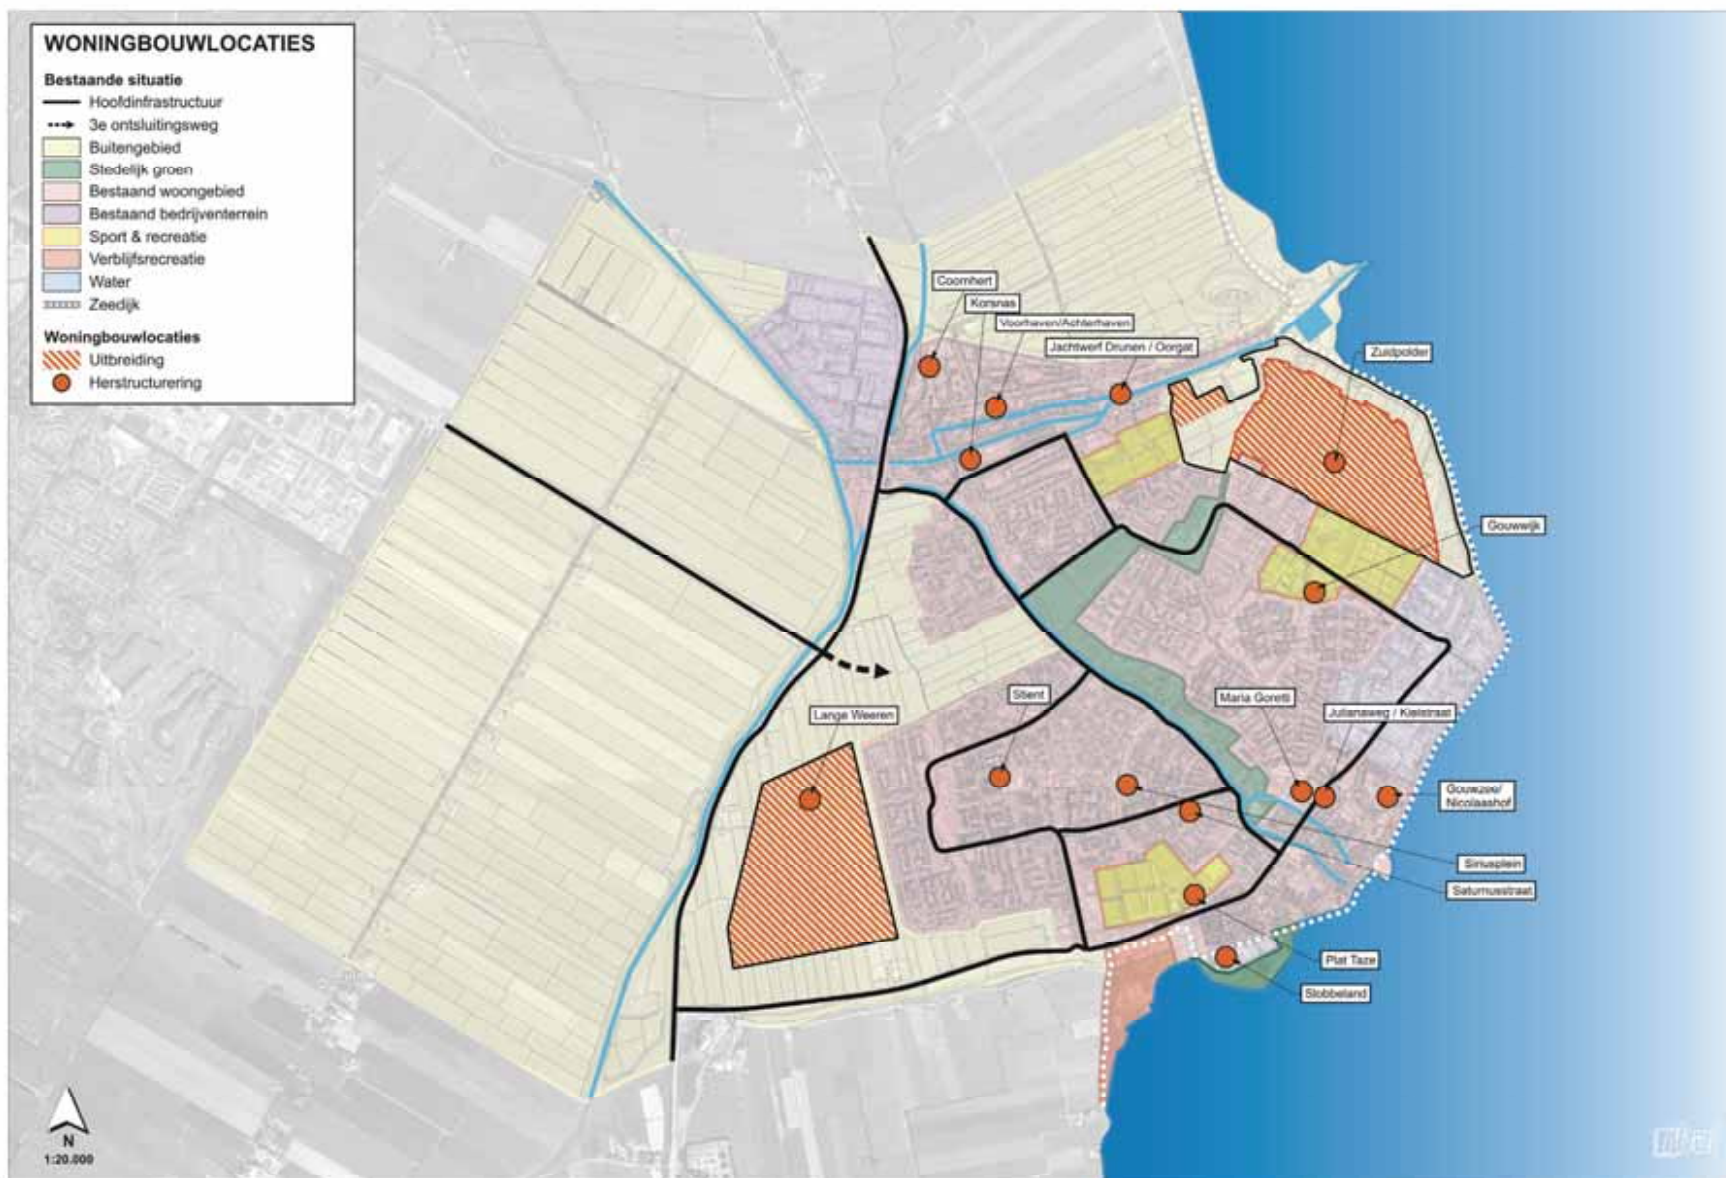 WONINGBOUWLOCATIES
Bestaande situatie
Hoofdinfrastructuur
3e ontsluitingsweg
Buitengebied
Stedelijk groen
Bestaand woongebied
Bestaand bedrijventerrein
Sport & recreatie
Verblijfsrecreatie
Water
Zeedijk
Woningbouwlocaties
Uitbreiding
Herstructurering
Coornhert
Korsnas
Voorhaven/Achterhaven
Jachtwerf Drunen / Oorgat
Zuidpolder
Gouwwijk
Stient
Maria Goretti
Lange Weeren
Julianaweg / Kielstraat
Gouwzee/
Nicolaashof
Siriusplein
Saturnusstraat
Plat Taze
Slobbeland
N
1:20.000